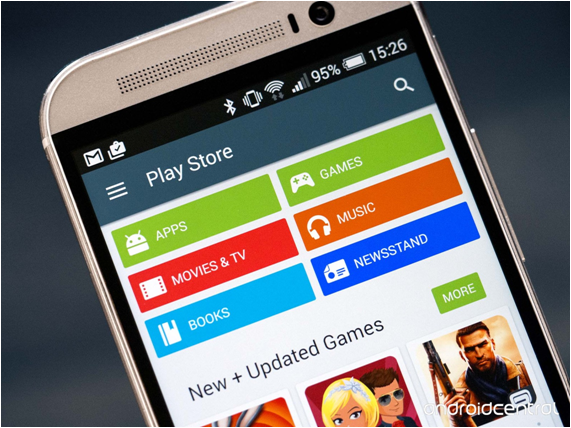 95% 15:26
Play Store
APPS
GAMES
MOVIES & TV
MUSIC
BOOKS
NEWSSTAND
New + Updated Games
MORE
androidcentral